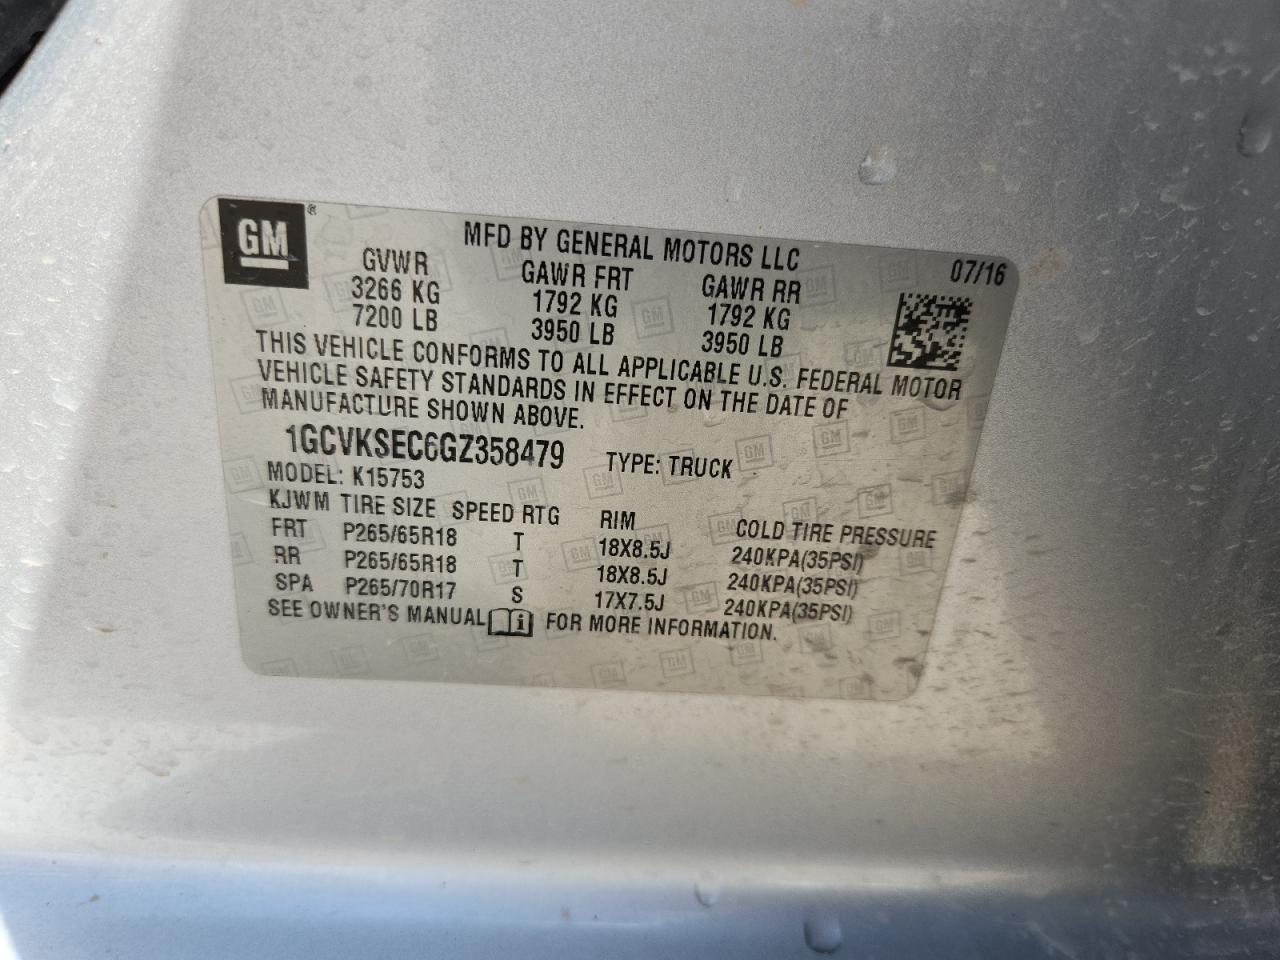 GM ®
MFD BY GENERAL MOTORS LLC 07/16
GVWR GAWR FRT GAWR RR
3266 KG 1792 KG 1792 KG
7200 LB 3950 LB 3950 LB
THIS VEHICLE CONFORMS TO ALL APPLICABLE U.S. FEDERAL MOTOR
VEHICLE SAFETY STANDARDS IN EFFECT ON THE DATE OF
MANUFACTURE SHOWN ABOVE.
1GCVKSEC6GZ358479 TYPE: TRUCK
MODEL: K15753
KJWM TIRE SIZE SPEED RTG RIM COLD TIRE PRESSURE
FRT P265/65R18 T 18X8.5J 240KPA(35PSI)
RR P265/65R18 T 18X8.5J 240KPA(35PSI)
SPA P265/70R17 S 17X7.5J 240KPA(35PSI)
SEE OWNER'S MANUAL i FOR MORE INFORMATION.